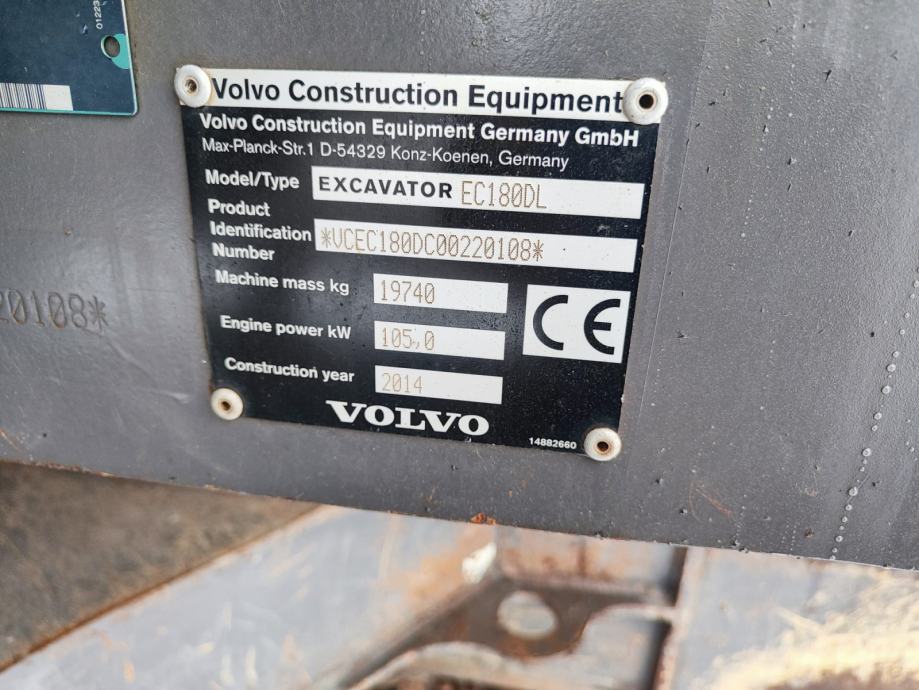 01223
Volvo Construction Equipment
Volvo Construction Equipment Germany GmbH
Max-Planck-Str.1 D-54329 Konz-Koenen, Germany
Model/Type EXCAVATOR EC180DL
Product
Identification
Number *VCEC180DC00220108*
Machine mass kg 19740
Engine power kW 105,0
Construction year 2014
CE
VOLVO
14882660
20108*